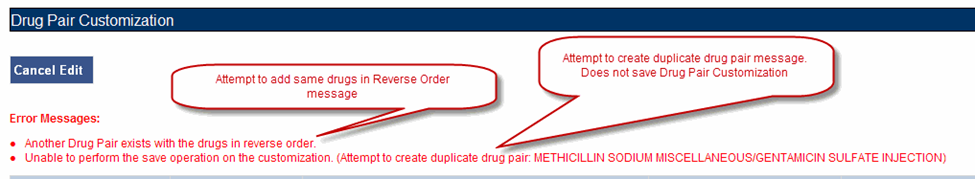 Drug Pair Customization
Cancel Edit
Attempt to add same drugs in Reverse Order
message
Attempt to create duplicate drug pair message.
Does not save Drug Pair Customization
Error Messages:
• Another Drug Pair exists with the drugs in reverse order.
• Unable to perform the save operation on the customization. (Attempt to create duplicate drug pair: METHICILLIN SODIUM MISCELLANEOUS/GENTAMICIN SULFATE INJECTION)